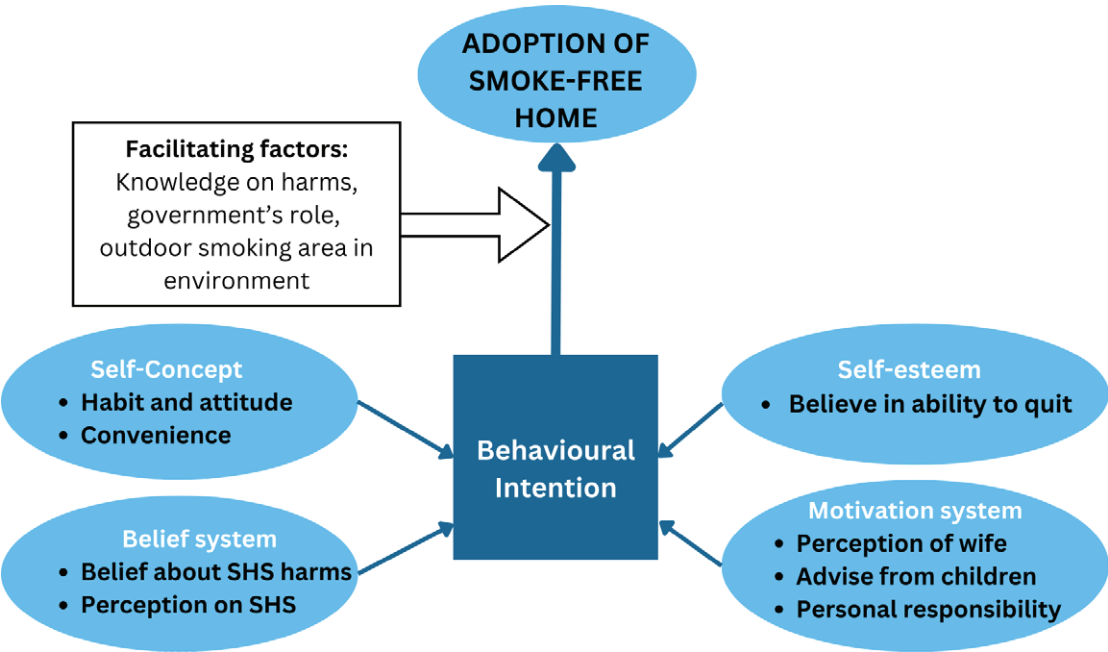 ADOPTION OF
SMOKE-FREE
HOME
Facilitating factors:
Knowledge on harms,
government's role,
outdoor smoking area in
environment
Self-Concept
• Habit and attitude
• Convenience
Self-esteem
• Believe in ability to quit
Behavioural
Intention
Belief system
• Belief about SHS harms
• Perception on SHS
Motivation system
• Perception of wife
• Advise from children
• Personal responsibility